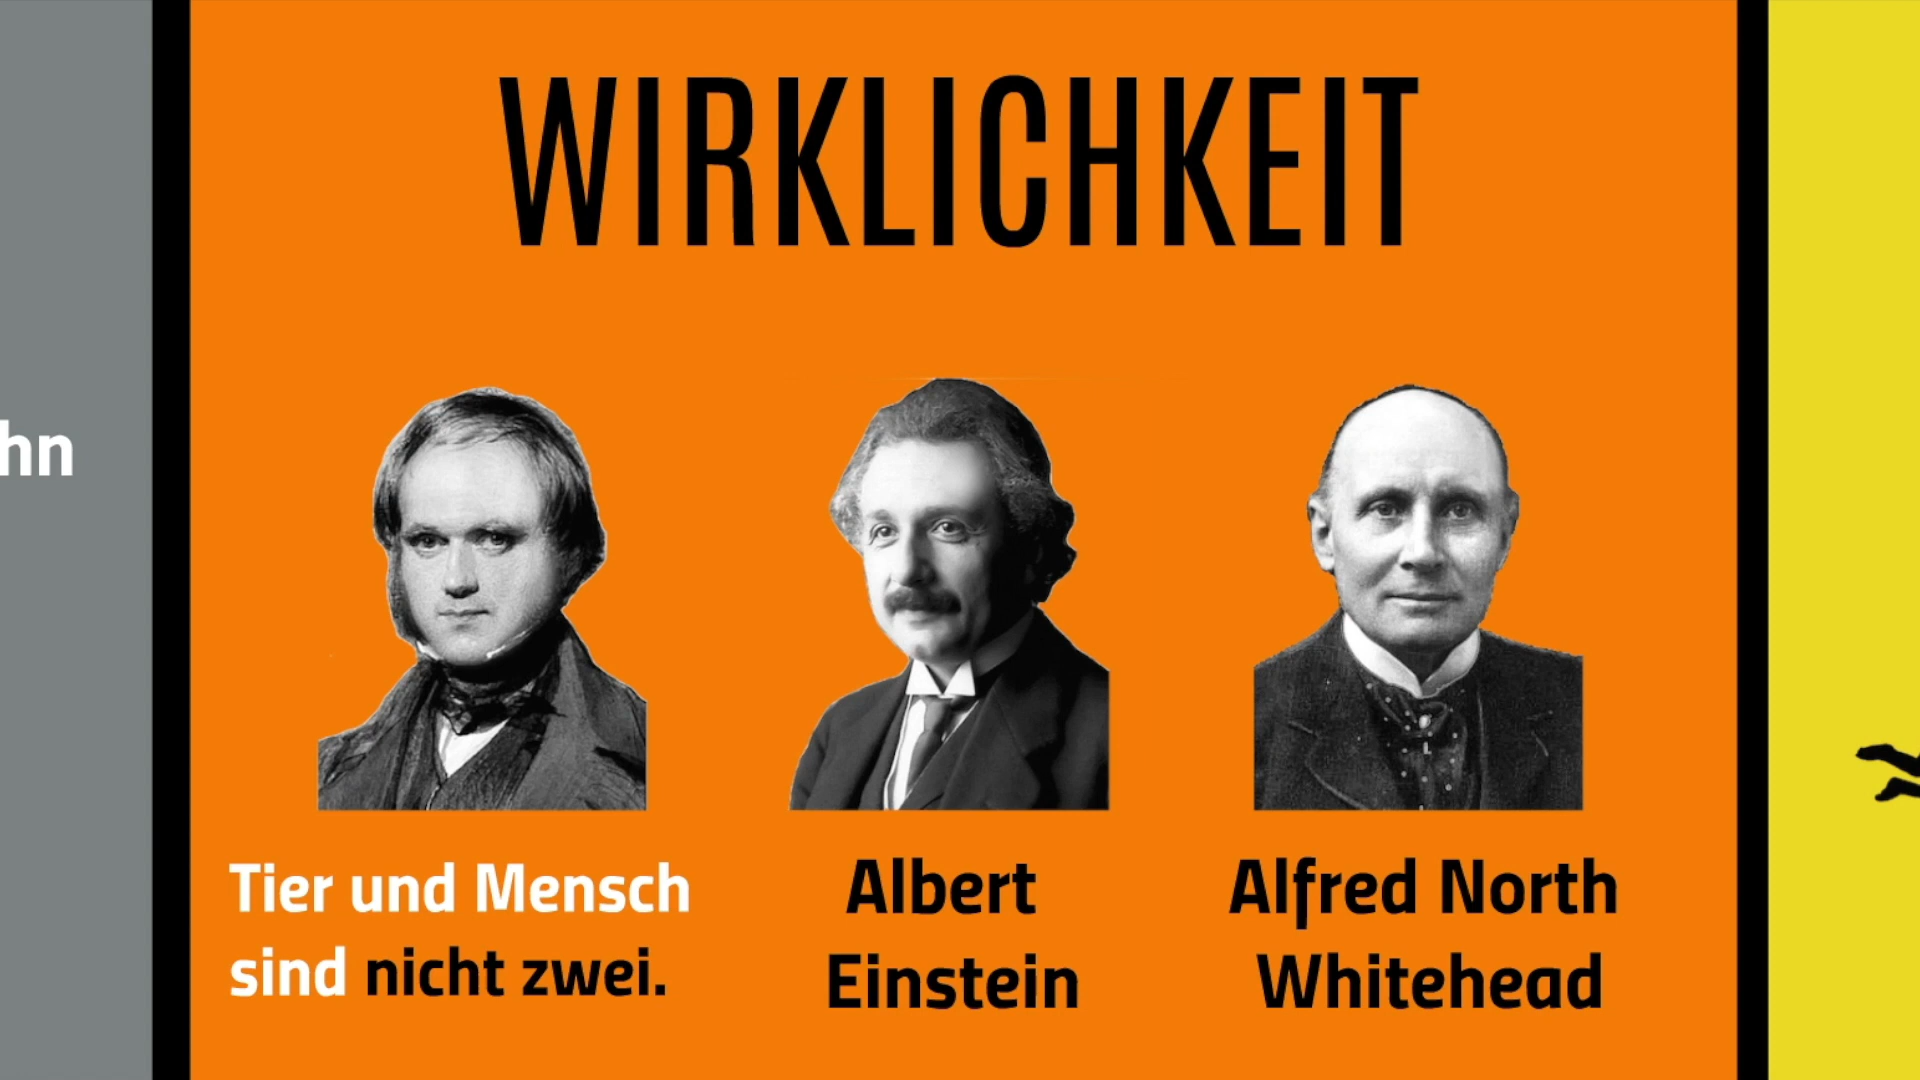 WIRKLICHKEIT
hn
Tier und Mensch
sind nicht zwei.
Albert
Einstein
Alfred North
Whitehead